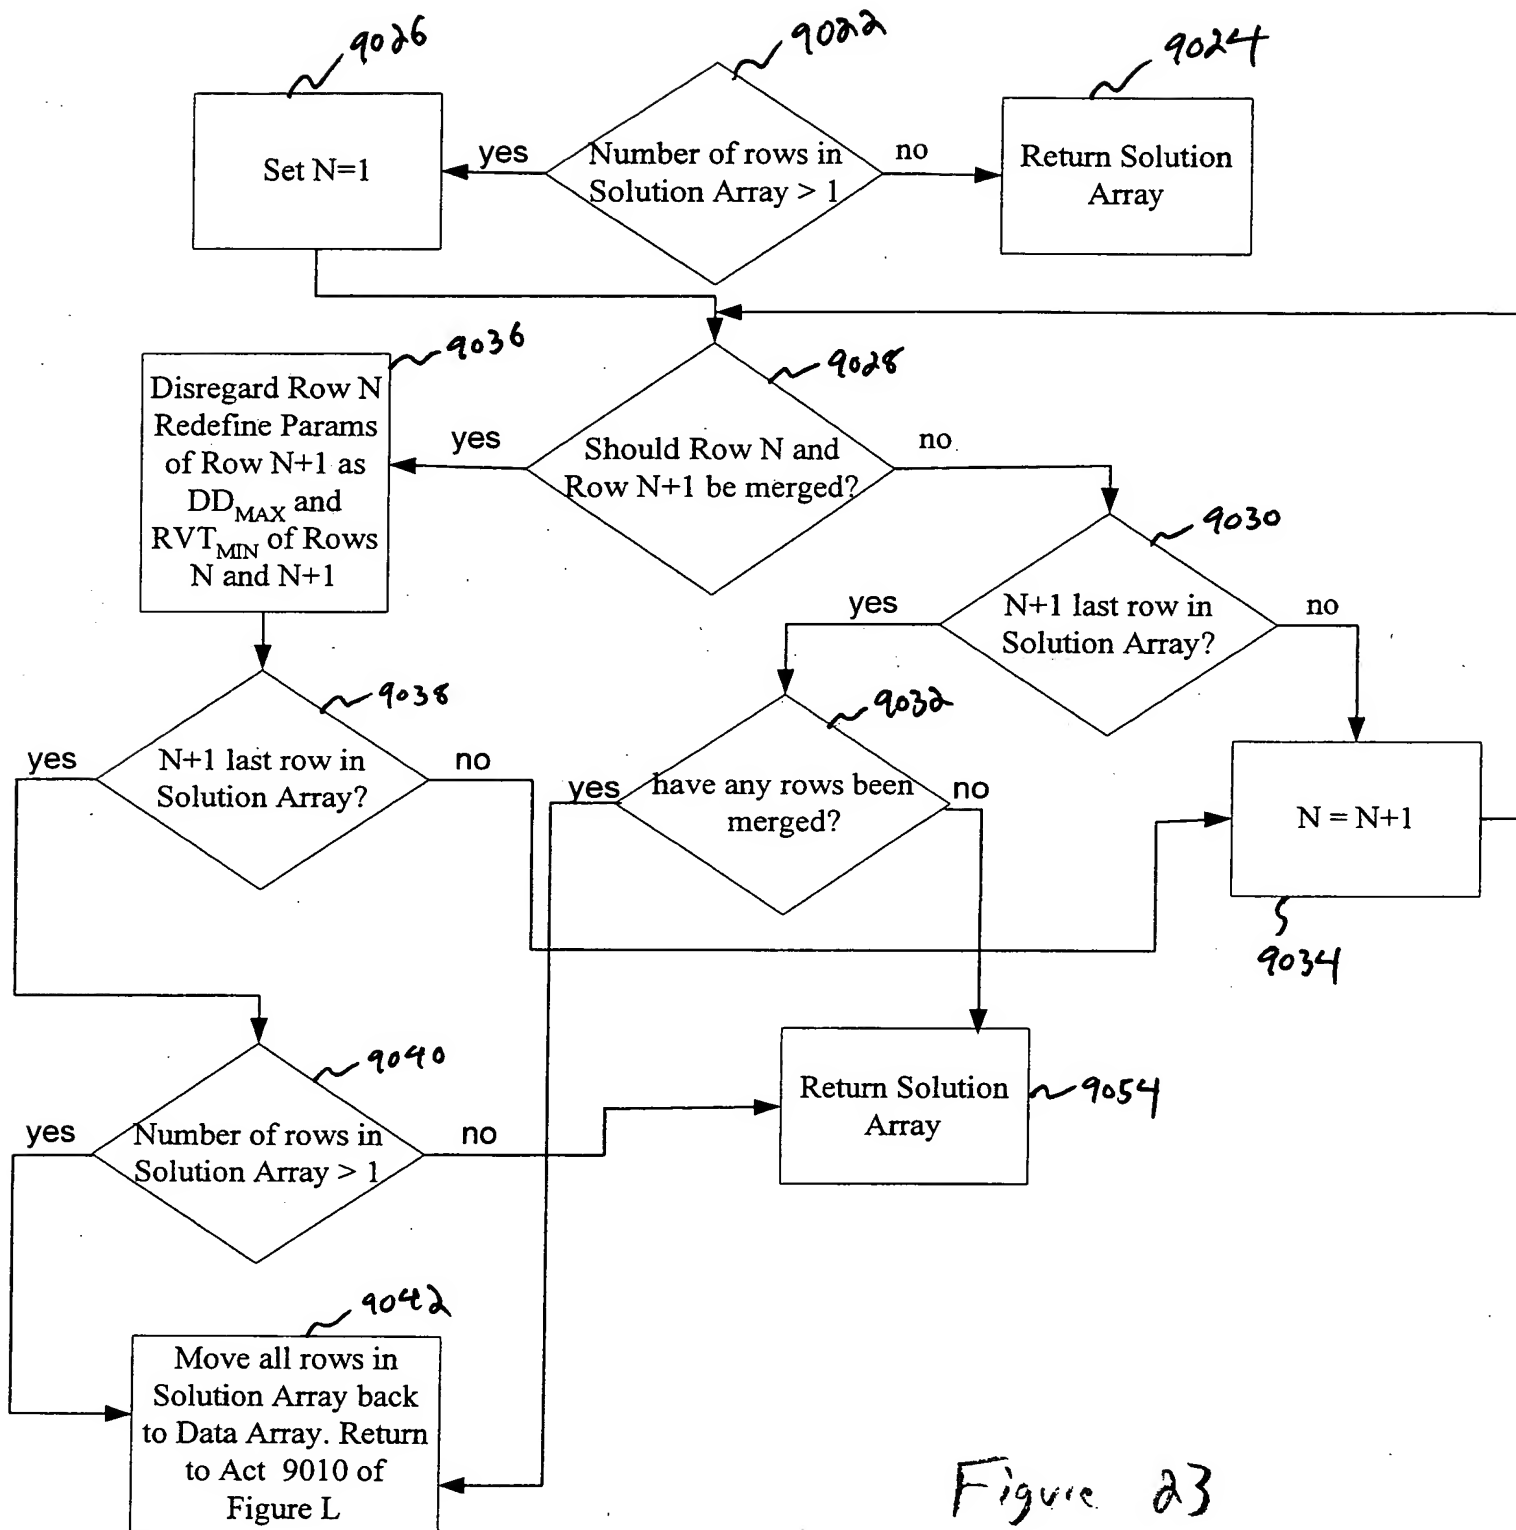 9026
9022
9024
Set N=1
yes
Number of rows in
Solution Array > 1
no
Return Solution
Array
9036
Disregard Row N
Redefine Params
of Row N+1 as
DDMAX and
RVTMIN of Rows
N and N+1
yes
9028
Should Row N and
Row N+1 be merged?
no
9030
yes
N+1 last row in
Solution Array?
no
9038
yes
N+1 last row in
Solution Array?
no
9032
yes
have any rows been
merged?
no
N = N+1
9034
9040
yes
Number of rows in
Solution Array > 1
no
Return Solution
Array
9054
9042
Move all rows in
Solution Array back
to Data Array. Return
to Act 9010 of
Figure L
Figure 23